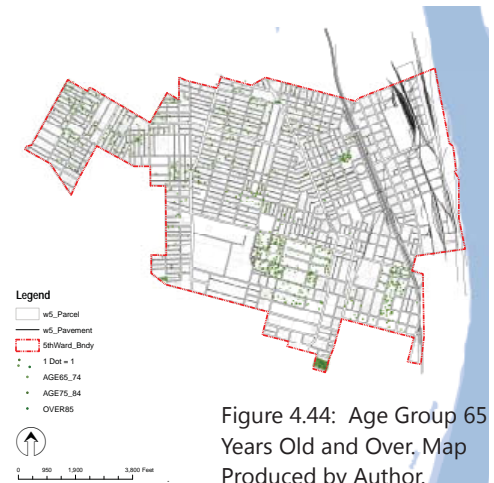 Legend
w5_Parcel
w5_Pavement
5thWard_Bndy
1 Dot = 1
AGE65_74
AGE75_84
OVER85
0 950 1,900 3,800 Feet
Figure 4.44: Age Group 65
Years Old and Over. Map
Produced by Author.